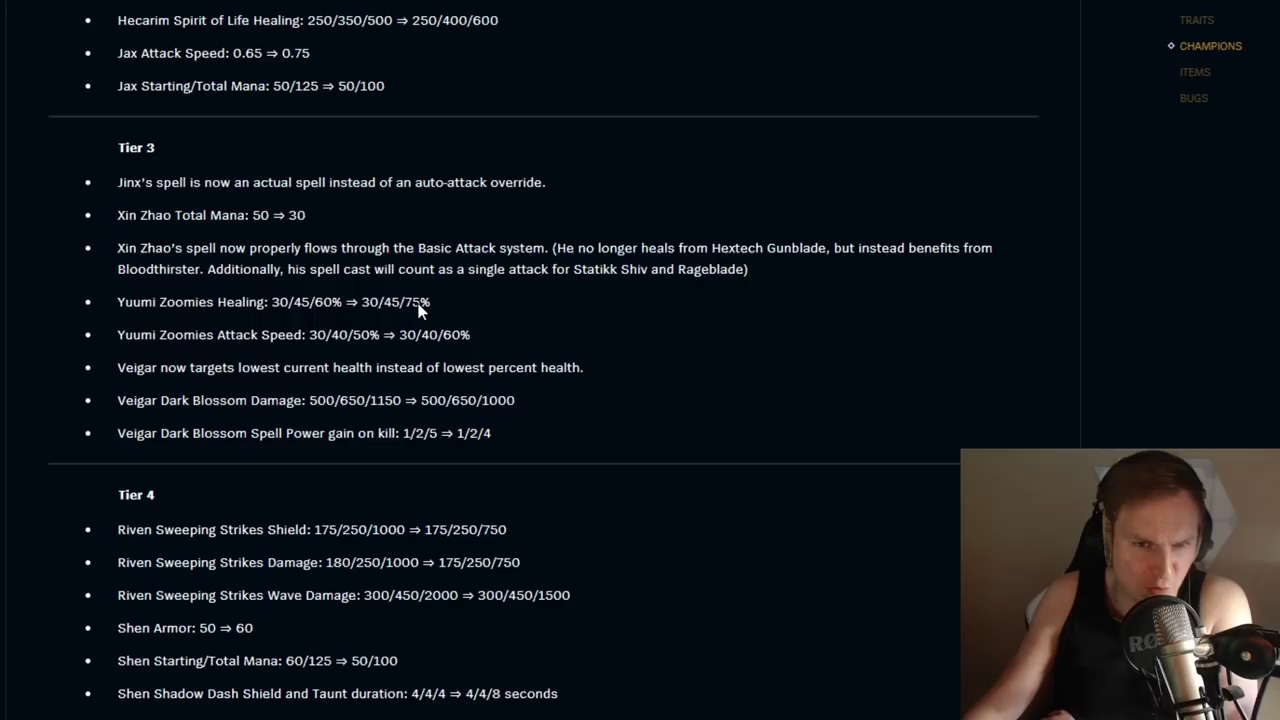 Hecarim Spirit of Life Healing: 250/350/500 ⇒ 250/400/600
Jax Attack Speed: 0.65 ⇒ 0.75
Jax Starting/Total Mana: 50/125 ⇒ 50/100
Tier 3
Jinx's spell is now an actual spell instead of an auto-attack override.
Xin Zhao Total Mana: 50 ⇒ 30
Xin Zhao's spell now properly flows through the Basic Attack system. (He no longer heals from Hextech Gunblade, but instead benefits from
Bloodthirster. Additionally, his spell cast will count as a single attack for Statikk Shiv and Rageblade)
Yuumi Zoomies Healing: 30/45/60% ⇒ 30/45/75%
Yuumi Zoomies Attack Speed: 30/40/50% ⇒ 30/40/60%
Veigar now targets lowest current health instead of lowest percent health.
Veigar Dark Blossom Damage: 500/650/1150 ⇒ 500/650/1000
Veigar Dark Blossom Spell Power gain on kill: 1/2/5 ⇒ 1/2/4
Tier 4
Riven Sweeping Strikes Shield: 175/250/1000 ⇒ 175/250/750
Riven Sweeping Strikes Damage: 180/250/1000 ⇒ 175/250/750
Riven Sweeping Strikes Wave Damage: 300/450/2000 ⇒ 300/450/1500
Shen Armor: 50 ⇒ 60
Shen Starting/Total Mana: 60/125 ⇒ 50/100
Shen Shadow Dash Shield and Taunt duration: 4/4/4 ⇒ 4/4/8 seconds
TRAITS
CHAMPIONS
ITEMS
BUGS